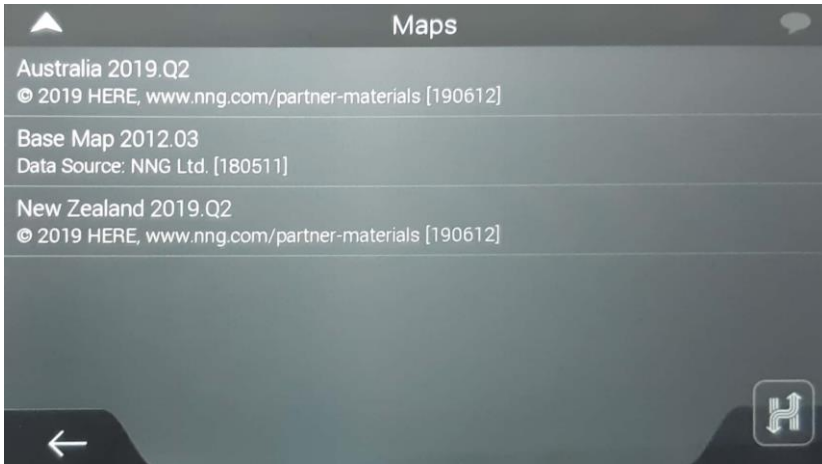 Maps
Australia 2019.Q2
© 2019 HERE, www.nng.com/partner-materials [190612]
Base Map 2012.03
Data Source: NNG Ltd. [180511]
New Zealand 2019.Q2
© 2019 HERE, www.nng.com/partner-materials [190612]